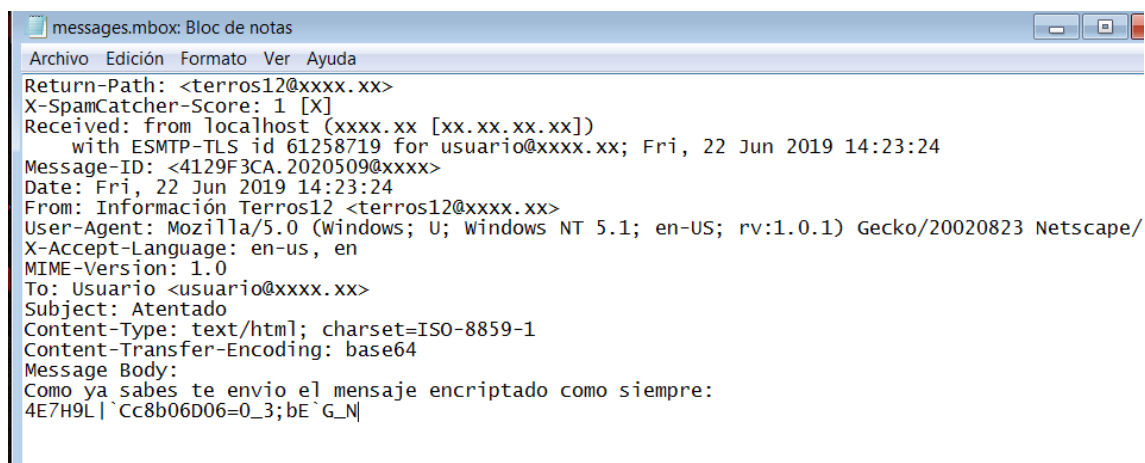 messages.mbox: Bloc de notas
Archivo Edición Formato Ver Ayuda
Return-Path: <terros12@xxxx.xx>
X-SpamCatcher-Score: 1 [X]
Received: from localhost (xxxx.xx [xx.xx.xx.xx])
with ESMTP-TLS id 61258719 for usuario@xxxx.xx; Fri, 22 Jun 2019 14:23:24
Message-ID: <4129F3CA.2020509@xxxx>
Date: Fri, 22 Jun 2019 14:23:24
From: Información Terros12 <terros12@xxxx.xx>
User-Agent: Mozilla/5.0 (Windows; U; Windows NT 5.1; en-US; rv:1.0.1) Gecko/20020823 Netscape/
X-Accept-Language: en-us, en
MIME-Version: 1.0
To: Usuario <usuario@xxxx.xx>
Subject: Atentado
Content-Type: text/html; charset=ISO-8859-1
Content-Transfer-Encoding: base64
Message Body:
Como ya sabes te envio el mensaje encriptado como siempre:
4E7H9L|`Cc8b06D06=0_3;bE`G_N